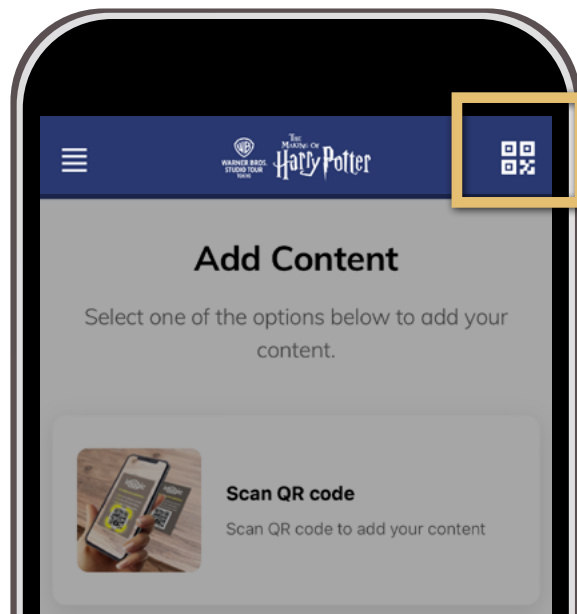 WARNER BROS.
STUDIO TOUR
TOKYO
THE
MAKING OF
Harry Potter
Add Content
Select one of the options below to add your
content.
Scan QR code
Scan QR code to add your content